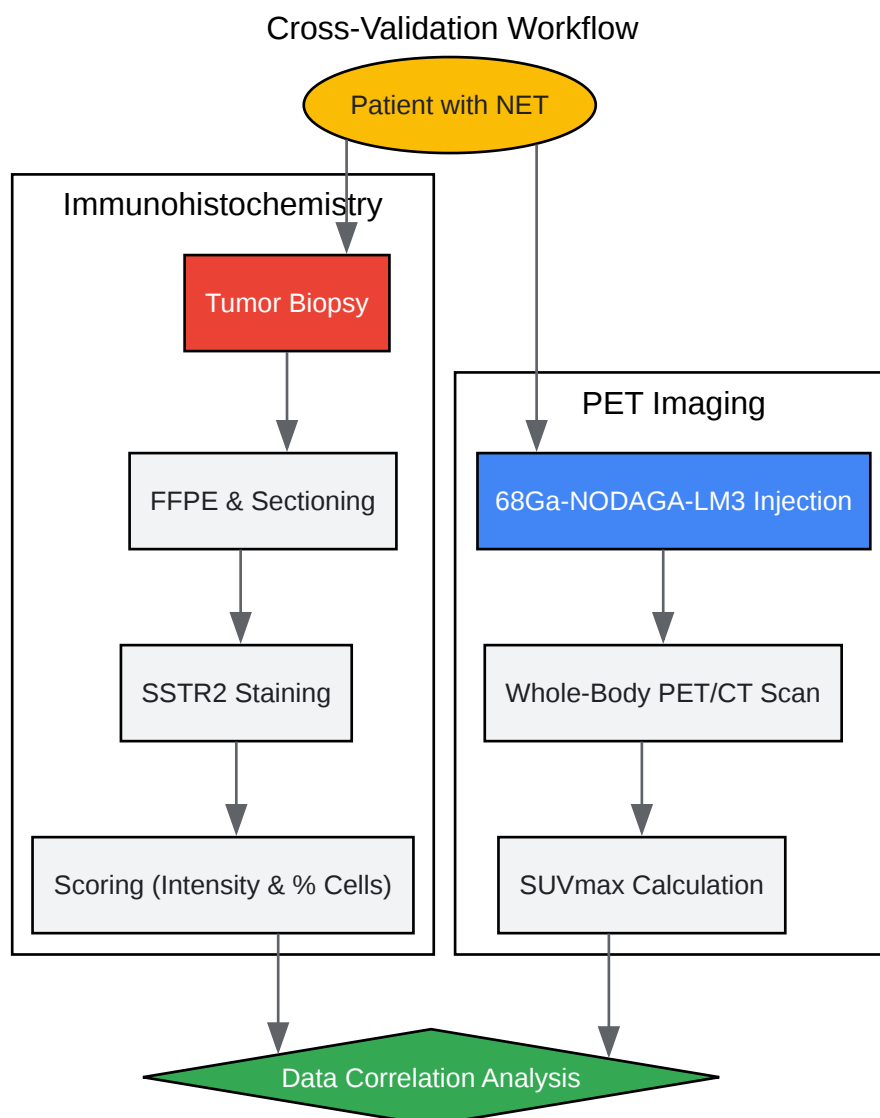 Cross-Validation Workflow
Patient with NET
Immunohistochemistry
Tumor Biopsy
FFPE & Sectioning
SSTR2 Staining
Scoring (Intensity & % Cells)
PET Imaging
68Ga-NODAGA-LM3 Injection
Whole-Body PET/CT Scan
SUVmax Calculation
Data Correlation Analysis